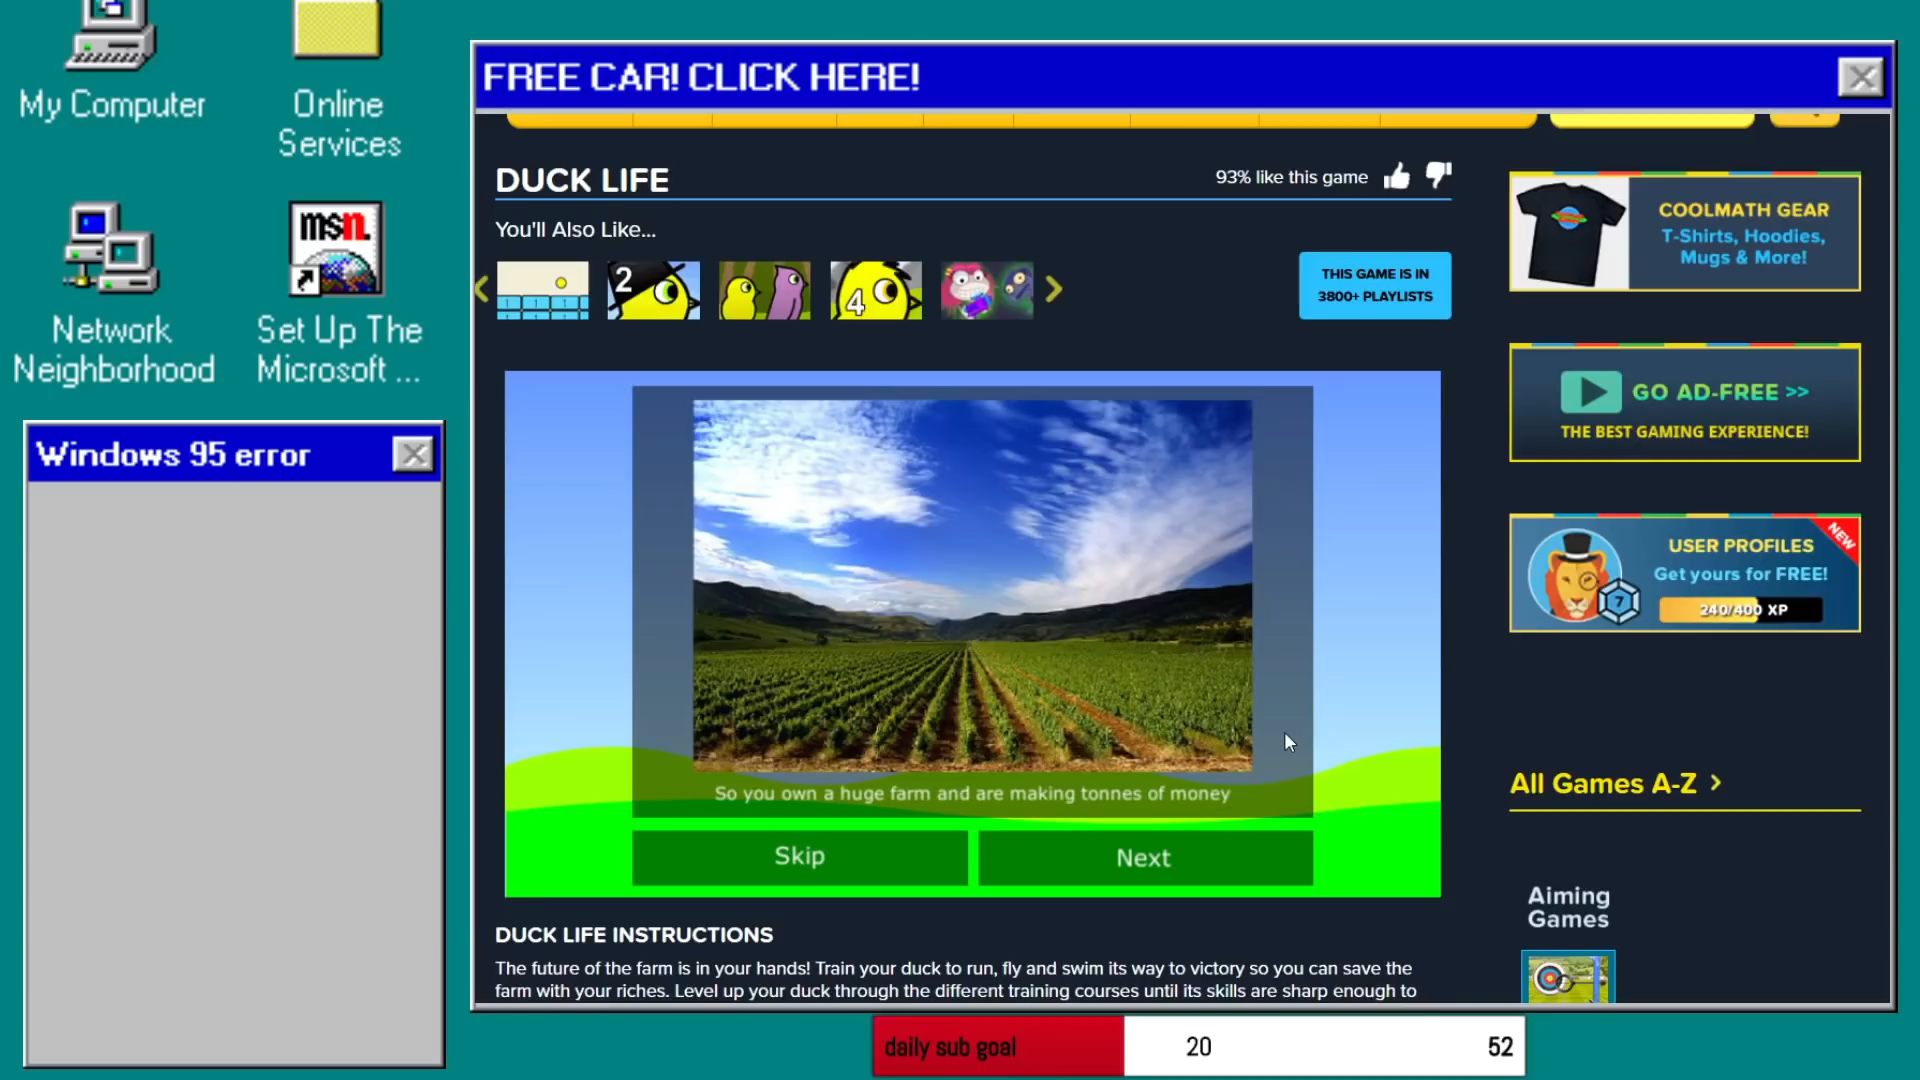 My Computer
Online
Services
Network
Neighborhood
msn.
Set Up The
Microsoft ...
Windows 95 error
FREE CAR! CLICK HERE!
DUCK LIFE
93% like this game
You'll Also Like...
2
4
THIS GAME IS IN
3800+ PLAYLISTS
So you own a huge farm and are making tonnes of money
Skip
Next
DUCK LIFE INSTRUCTIONS
The future of the farm is in your hands! Train your duck to run, fly and swim its way to victory so you can save the
farm with your riches. Level up your duck through the different training courses until its skills are sharp enough to
COOLMATH GEAR
T-Shirts, Hoodies,
Mugs & More!
GO AD-FREE >>
THE BEST GAMING EXPERIENCE!
NEW
USER PROFILES
Get yours for FREE!
7
240/400 XP
All Games A-Z >
Aiming
Games
daily sub goal
20
52